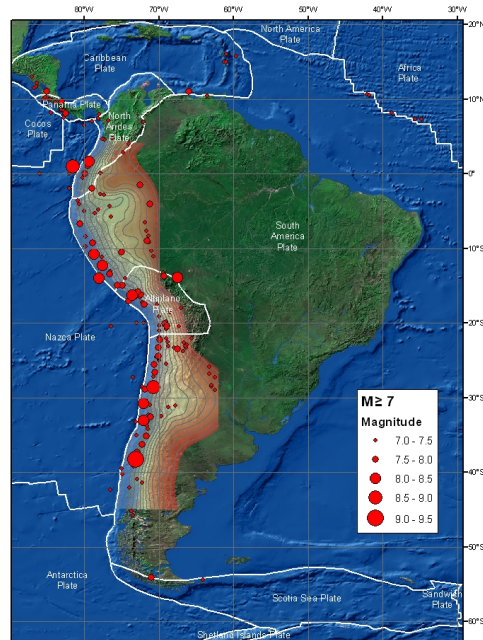 80°W
70°W
60°W
50°W
40°W
30°W
20°N
North America
Plate
Caribbean
Plate
Africa
Plate
10°N
Panama Plate
Cocos
Plate
North
Andes
Plate
0°
South
America
Plate
10°S
Altiplano
Plate
20°S
Nazca Plate
30°S
M≥ 7
Magnitude
7.0 - 7.5
7.5 - 8.0
8.0 - 8.5
8.5 - 9.0
9.0 - 9.5
40°S
50°S
Antarctica
Plate
Scotia Sea Plate
Sandwich
Plate
60°S
Shetland Islands Plate